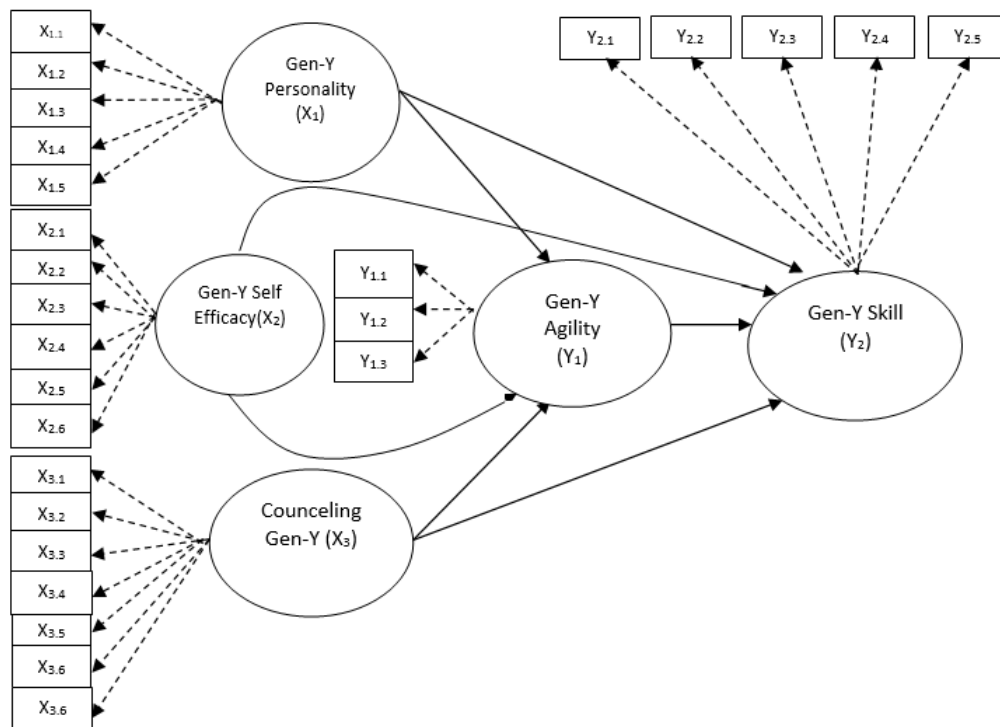 X1.1
X1.2
X1.3
X1.4
X1.5
Gen-Y
Personality
(X1)
Y2.1
Y2.2
Y2.3
Y2.4
Y2.5
X2.1
X2.2
X2.3
X2.4
X2.5
X2.6
Gen-Y Self
Efficacy(X2)
Y1.1
Y1.2
Y1.3
Gen-Y
Agility
(Y1)
Gen-Y Skill
(Y2)
X3.1
X3.2
X3.3
X3.4
X3.5
X3.6
X3.6
Counceling
Gen-Y (X3)